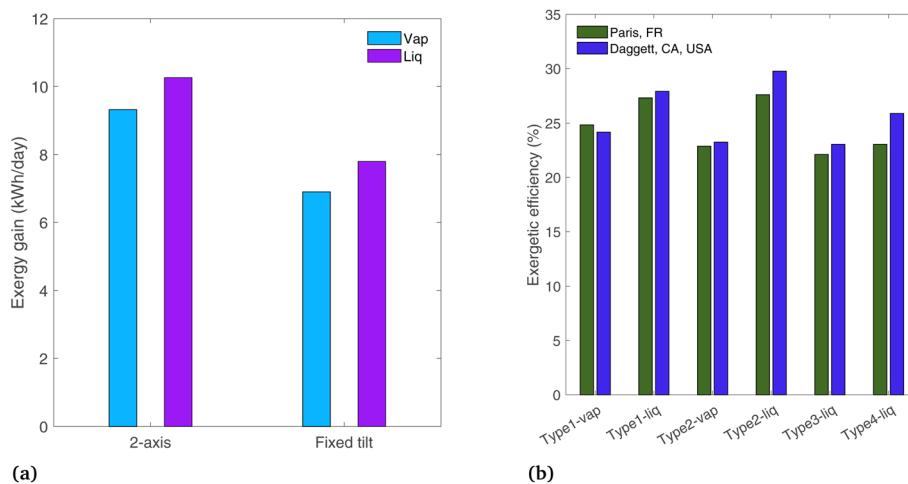 12
10
8
6
4
2
0
Exergy gain (kWh/day)
Vap
Liq
2-axis
Fixed tilt
(a)
35
30
25
20
15
10
5
0
Exergetic efficiency (%)
Paris, FR
Daggett, CA, USA
Type1-vap
Type1-liq
Type2-vap
Type2-liq
Type3-liq
Type4-liq
(b)